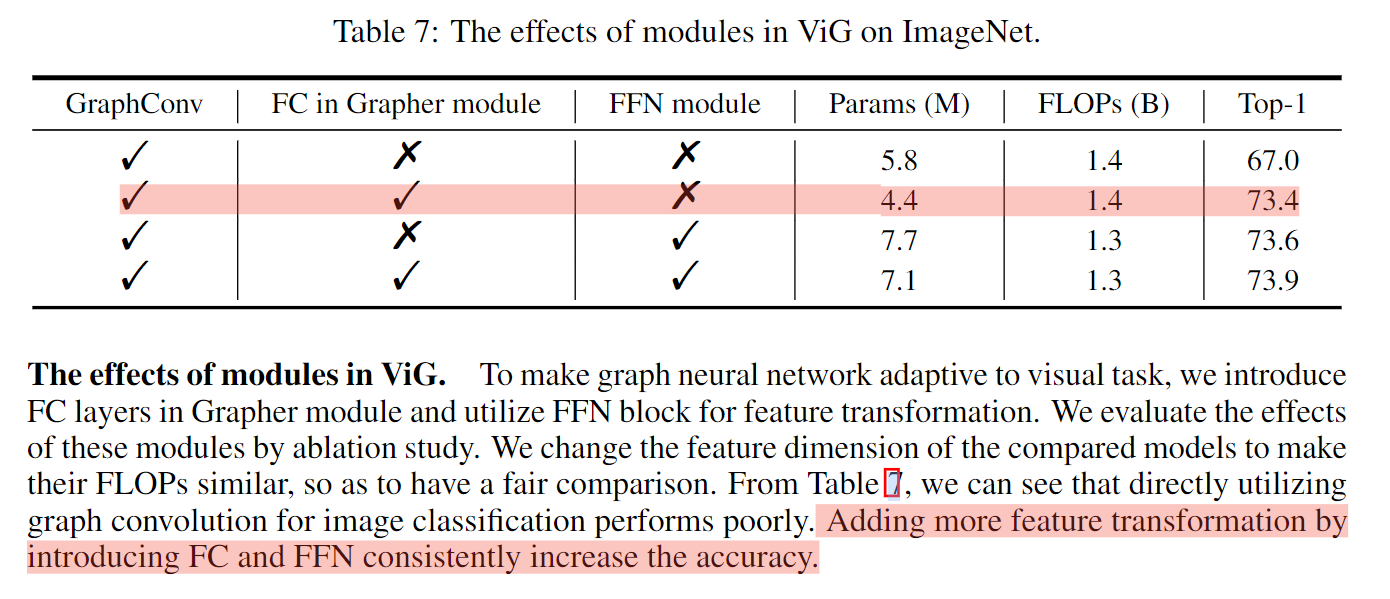 Table 7: The effects of modules in ViG on ImageNet.
GraphConv FC in Grapher module FFN module Params (M) FLOPs (B) Top-1
✓ ✗ ✗ 5.8 1.4 67.0
✓ ✓ ✗ 4.4 1.4 73.4
✓ ✗ ✓ 7.7 1.3 73.6
✓ ✓ ✓ 7.1 1.3 73.9
The effects of modules in ViG. To make graph neural network adaptive to visual task, we introduce
FC layers in Grapher module and utilize FFN block for feature transformation. We evaluate the effects
of these modules by ablation study. We change the feature dimension of the compared models to make
their FLOPs similar, so as to have a fair comparison. From Table 7, we can see that directly utilizing
graph convolution for image classification performs poorly. Adding more feature transformation by
introducing FC and FFN consistently increase the accuracy.